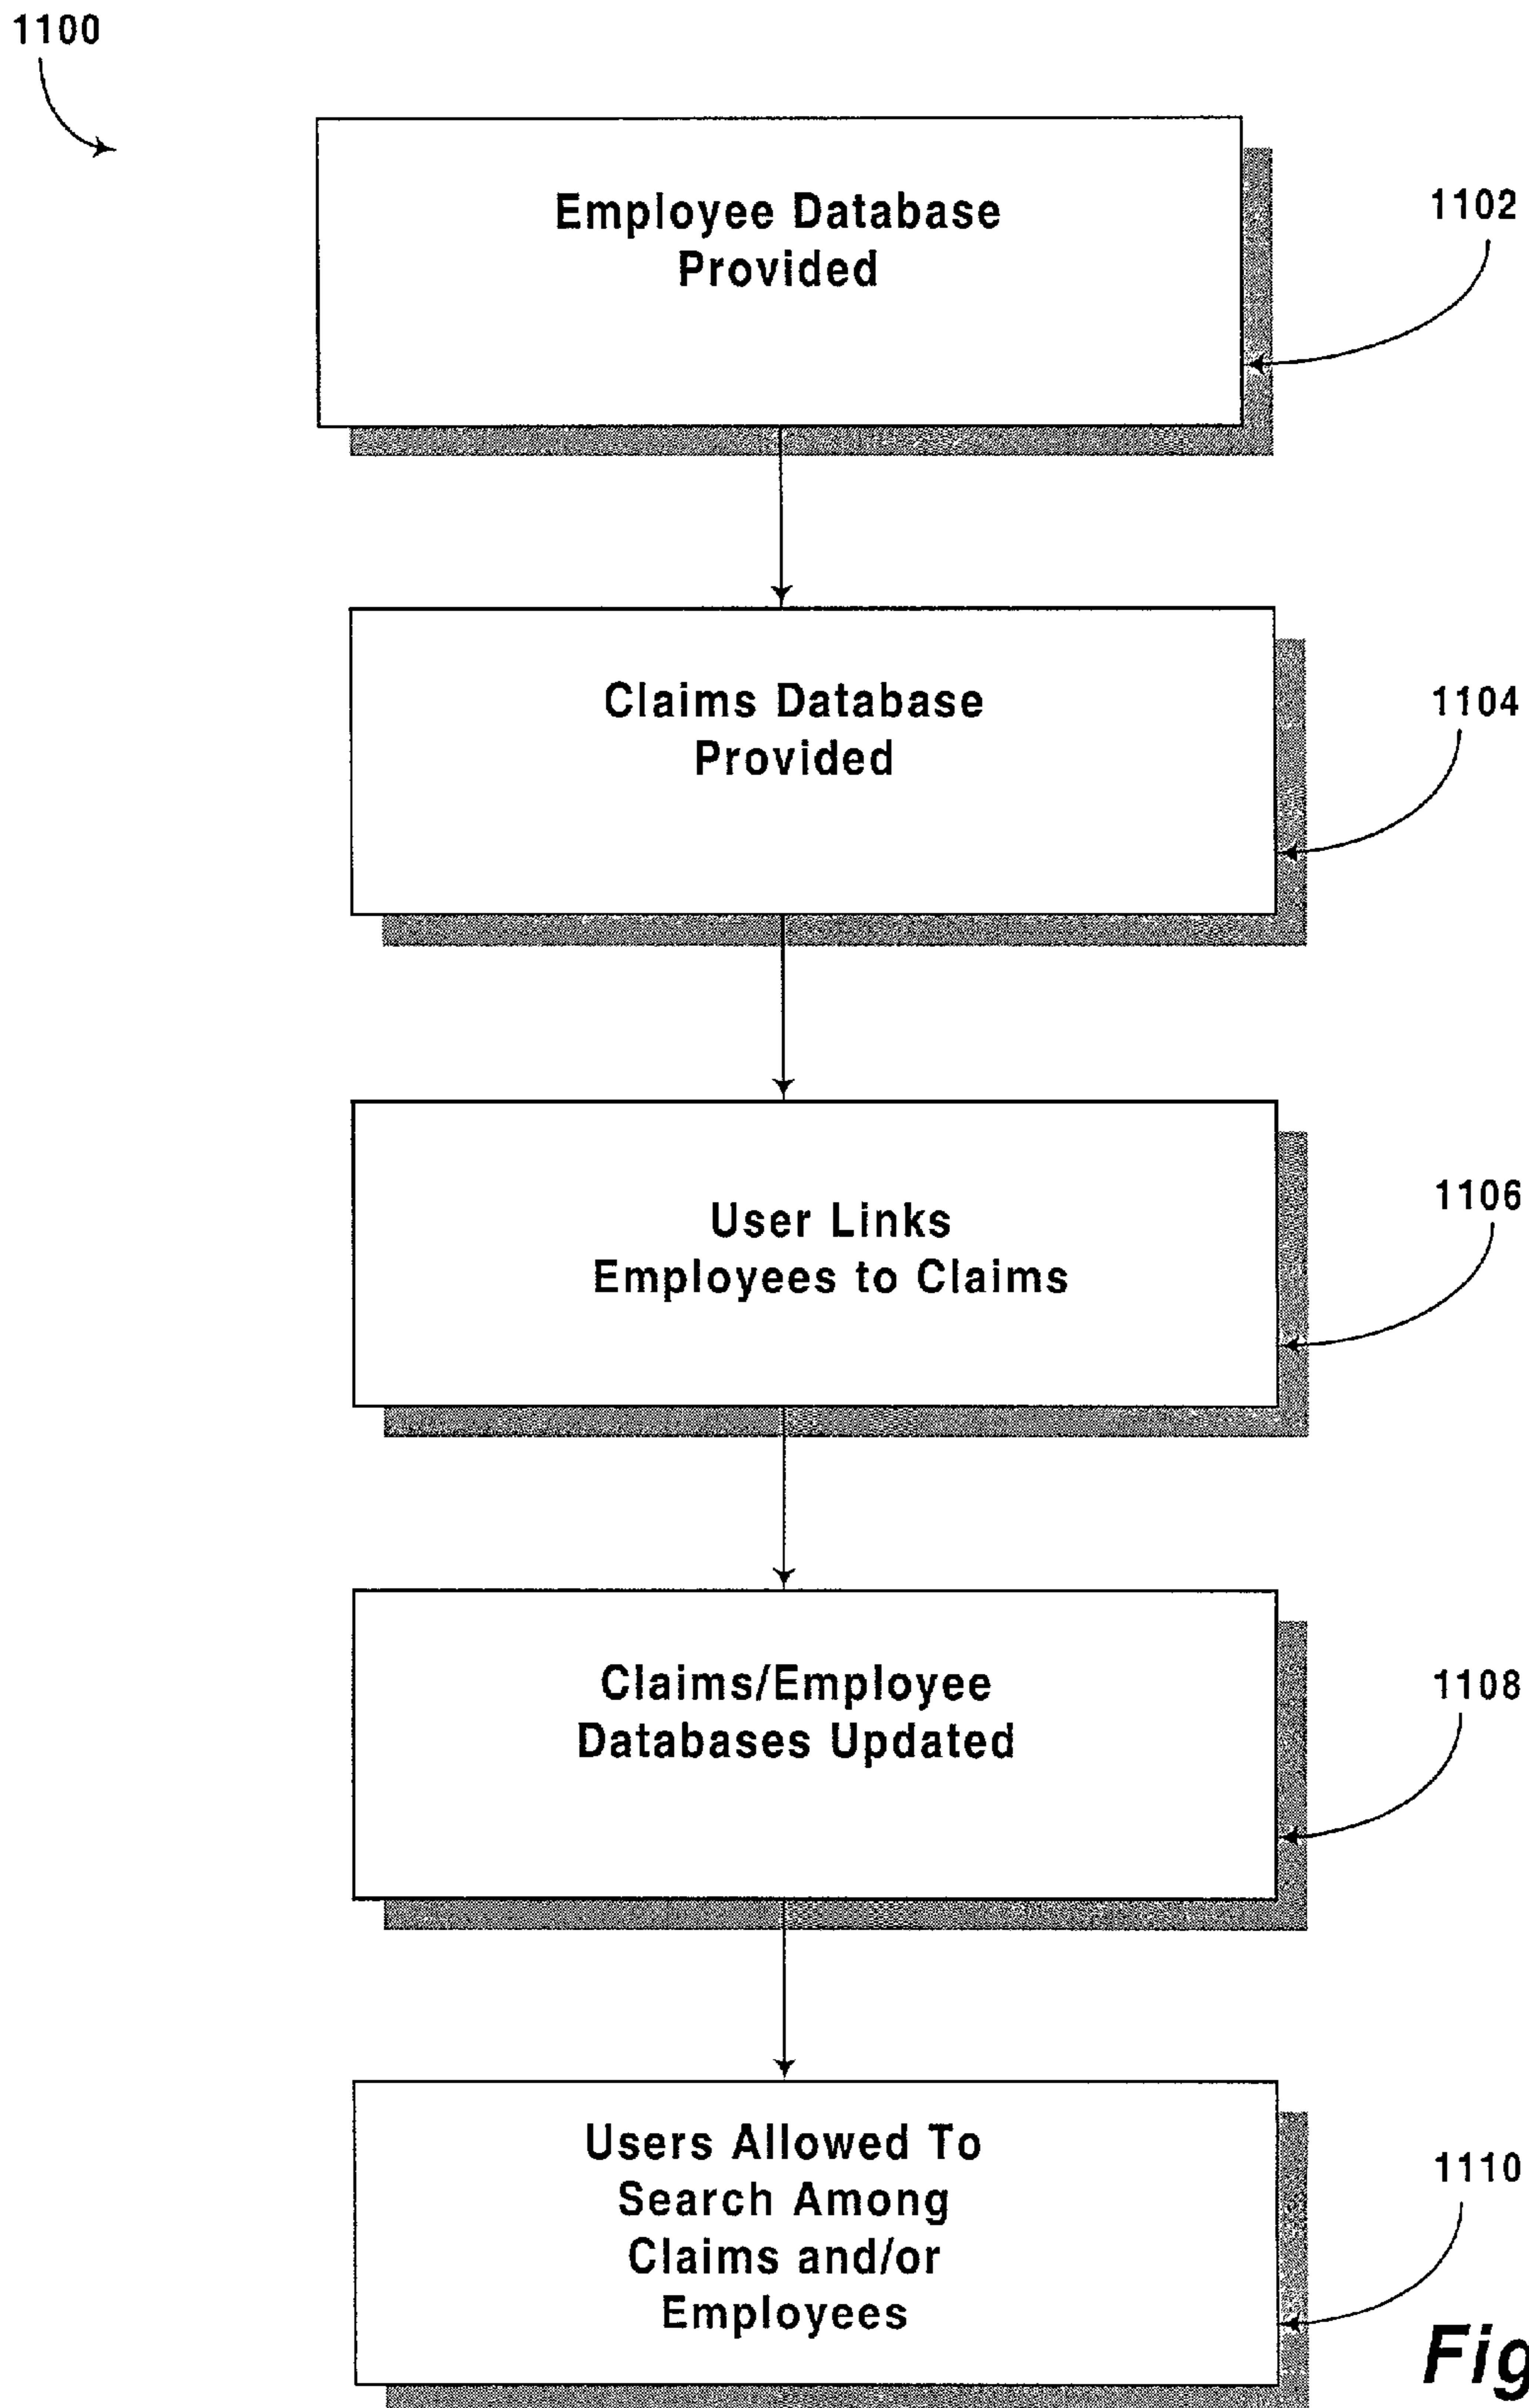 1100
Employee Database
Provided
1102
Claims Database
Provided
1104
User Links
Employees to Claims
1106
Claims/Employee
Databases Updated
1108
Users Allowed To
Search Among
Claims and/or
Employees
1110
Fig